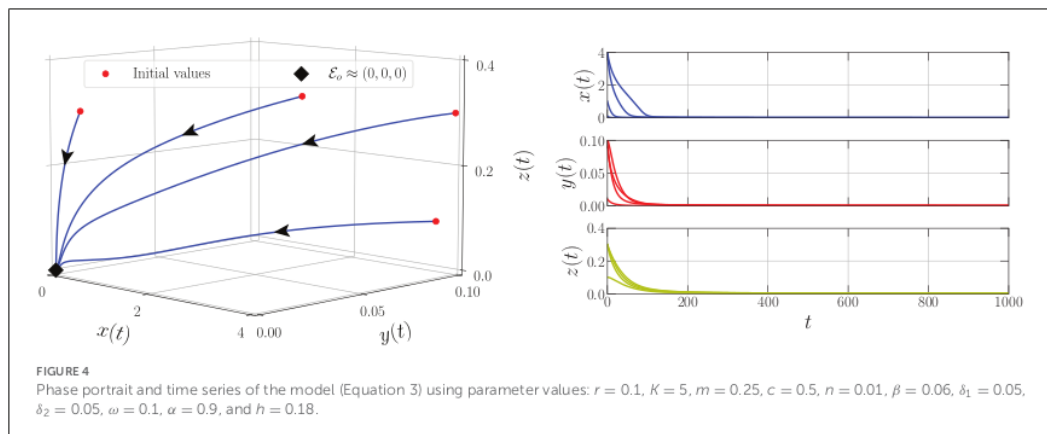 0.4
Initial values
ℰₒ ≈ (0, 0, 0)
0.2
z(t)
0.0
0
2
4
x(t)
0.00
0.05
0.10
y(t)
4
2
0
x(t)
0.10
0.05
0.00
y(t)
0.4
0.2
0.0
z(t)
0 200 400 600 800 1000
t
FIGURE 4
Phase portrait and time series of the model (Equation 3) using parameter values: r = 0.1, K = 5, m = 0.25, c = 0.5, n = 0.01, β = 0.06, δ₁ = 0.05,
δ₂ = 0.05, ω = 0.1, α = 0.9, and h = 0.18.